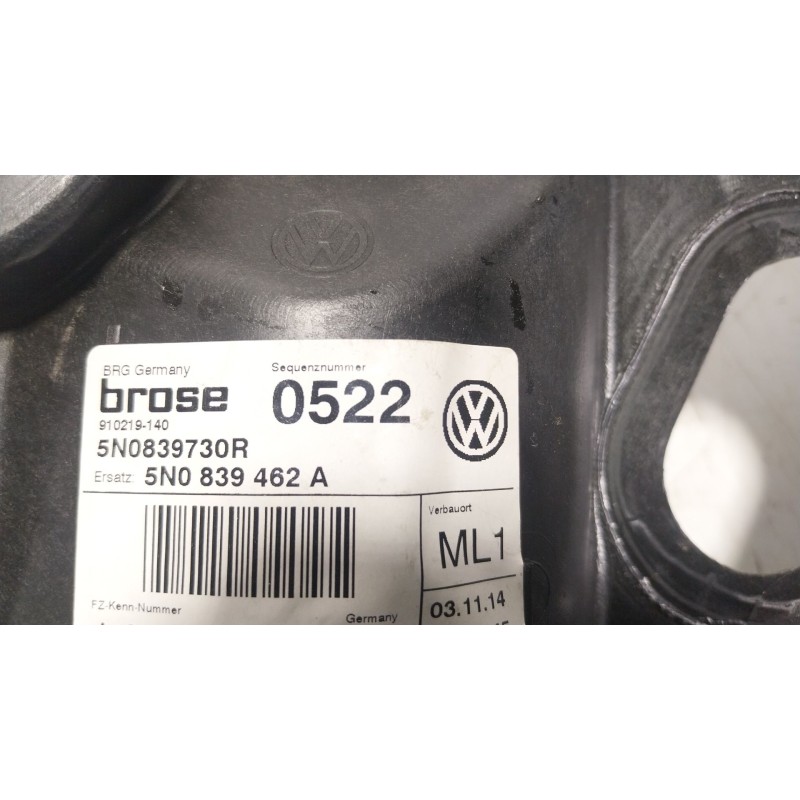 BRG Germany
Sequenznummer
brose
0522
910219-140
5N0839730R
Ersatz: 5N0 839 462 A
Verbauort
ML1
FZ-Kenn-Nummer
Germany
03.11.14